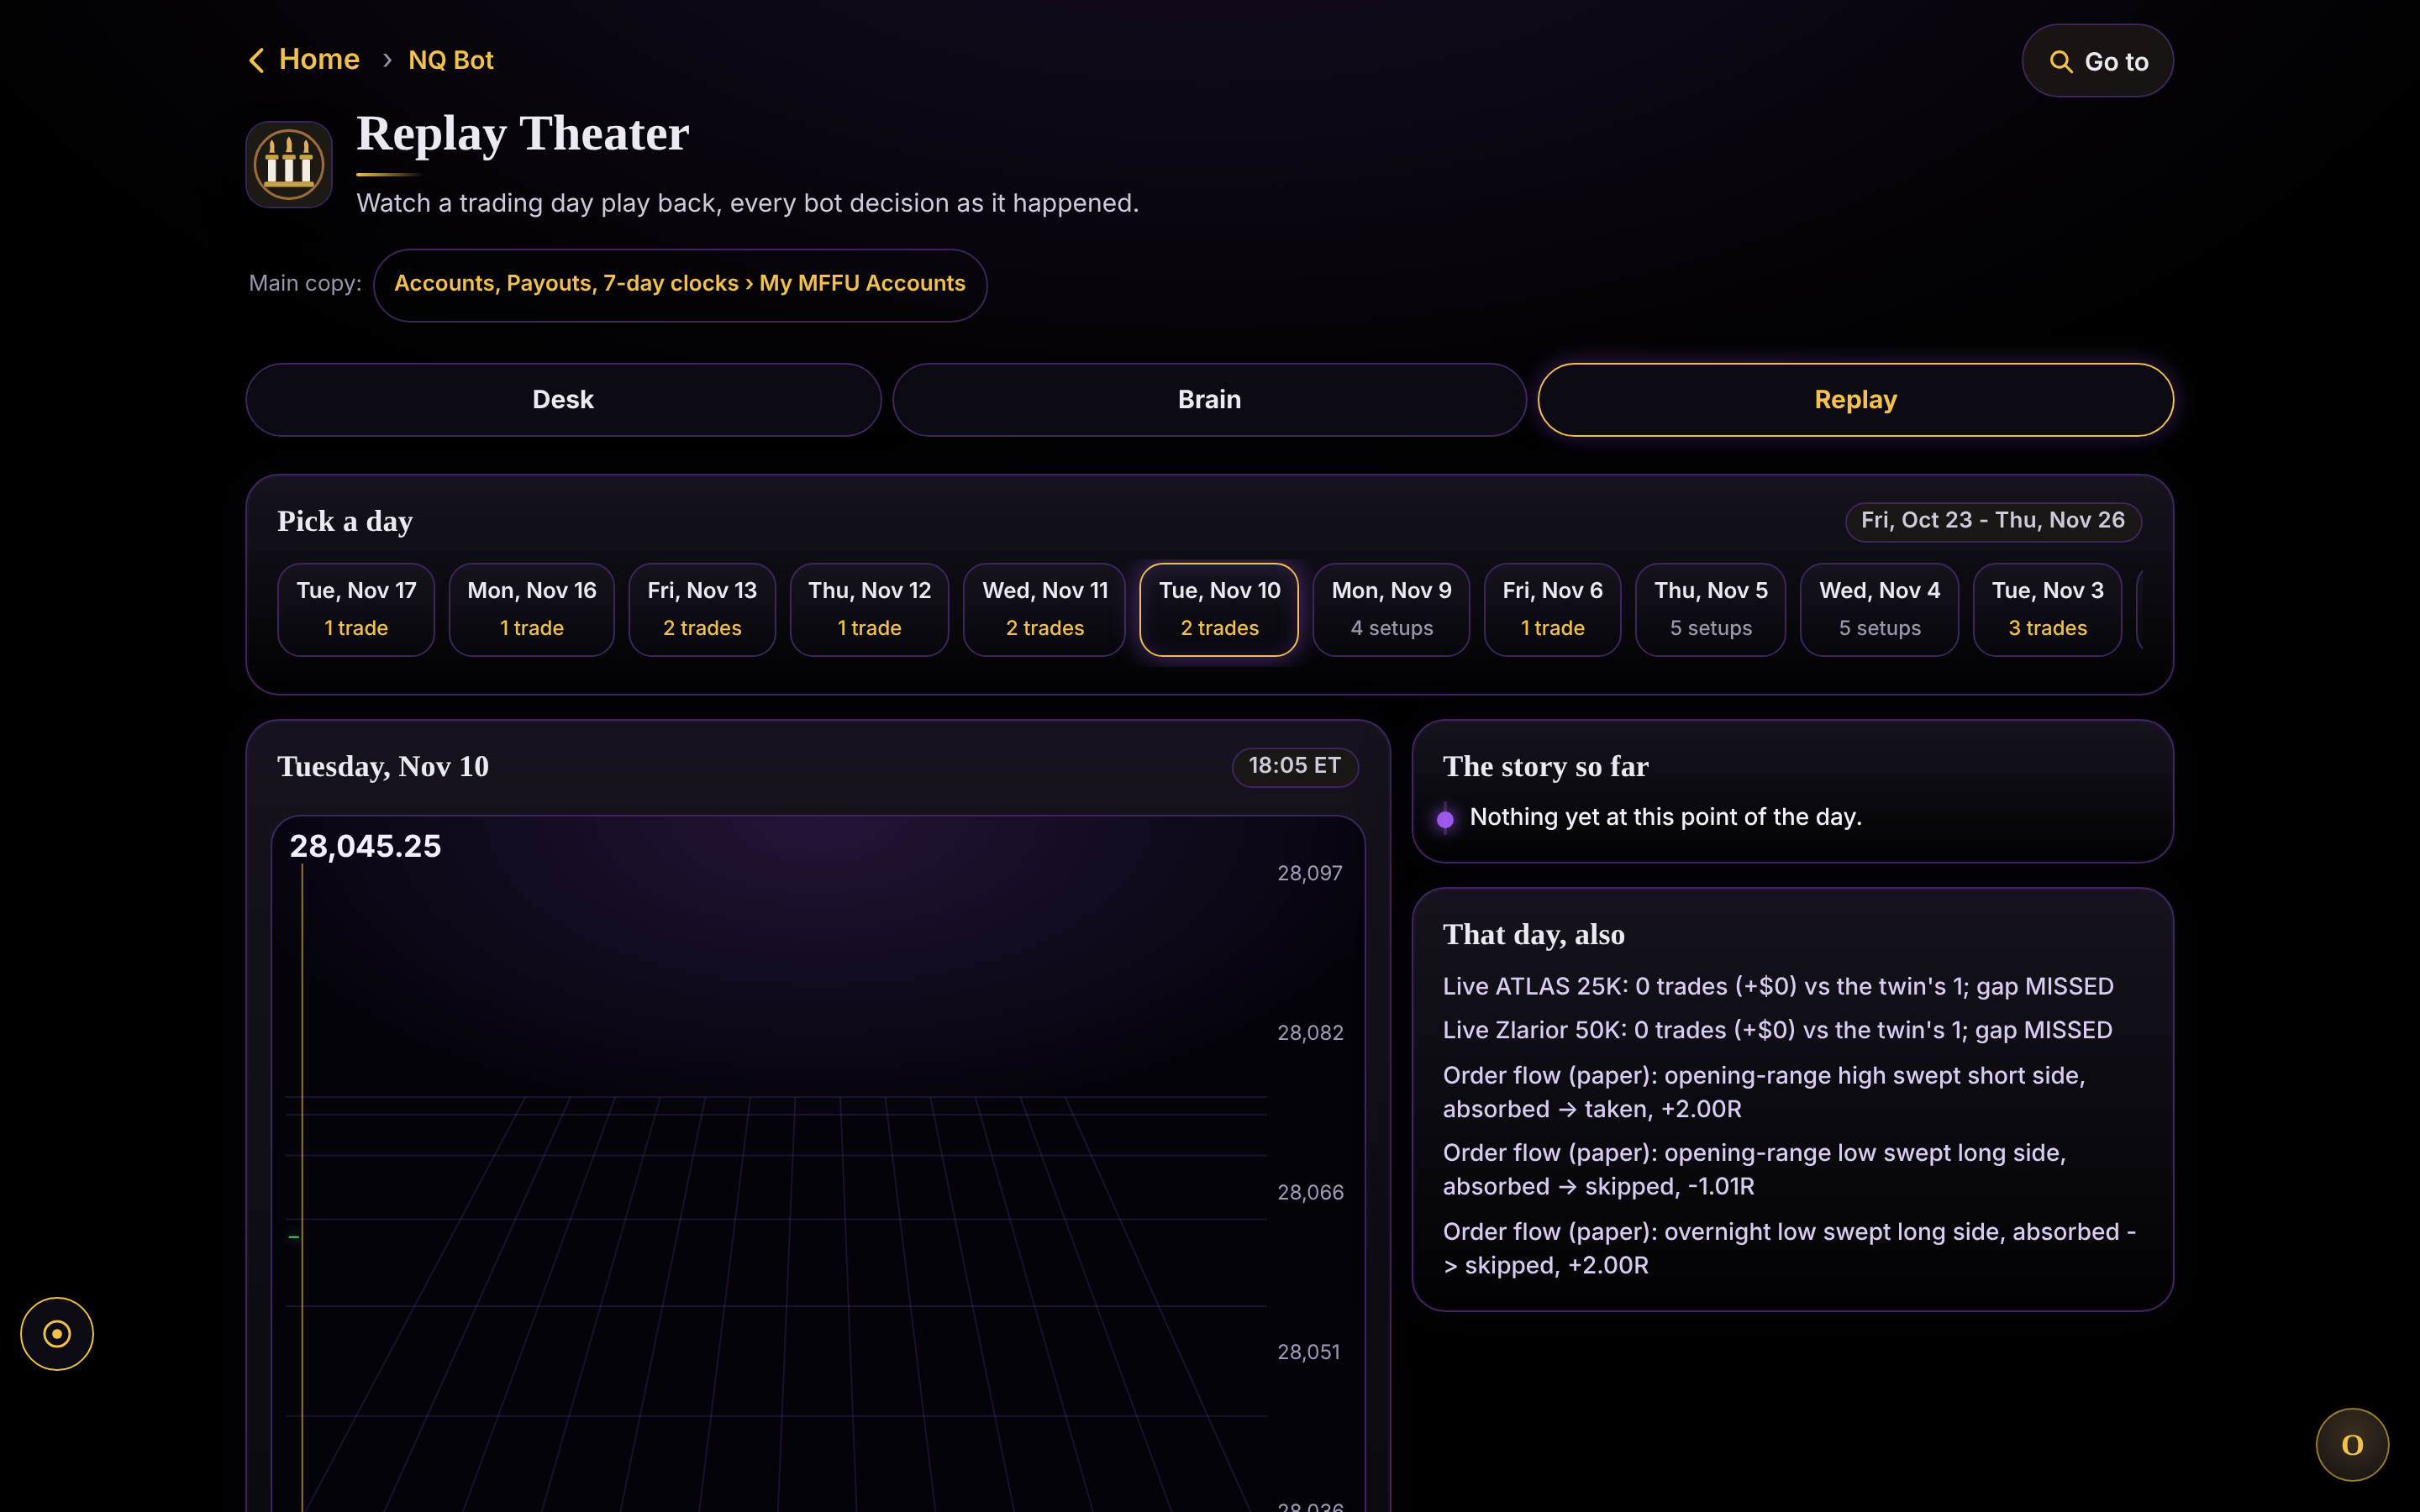 Home › NQ Bot
Go to
Replay Theater
Watch a trading day play back, every bot decision as it happened.
Main copy: Accounts, Payouts, 7-day clocks › My MFFU Accounts
Desk
Brain
Replay
Pick a day
Fri, Oct 23 - Thu, Nov 26
Tue, Nov 17
1 trade
Mon, Nov 16
1 trade
Fri, Nov 13
2 trades
Thu, Nov 12
1 trade
Wed, Nov 11
2 trades
Tue, Nov 10
2 trades
Mon, Nov 9
4 setups
Fri, Nov 6
1 trade
Thu, Nov 5
5 setups
Wed, Nov 4
5 setups
Tue, Nov 3
3 trades
Tuesday, Nov 10
18:05 ET
28,045.25
28,097
28,082
28,066
28,051
28,036
The story so far
Nothing yet at this point of the day.
That day, also
Live ATLAS 25K: 0 trades (+$0) vs the twin's 1; gap MISSED
Live Zlarior 50K: 0 trades (+$0) vs the twin's 1; gap MISSED
Order flow (paper): opening-range high swept short side,
absorbed → taken, +2.00R
Order flow (paper): opening-range low swept long side,
absorbed → skipped, -1.01R
Order flow (paper): overnight low swept long side, absorbed -
> skipped, +2.00R
O